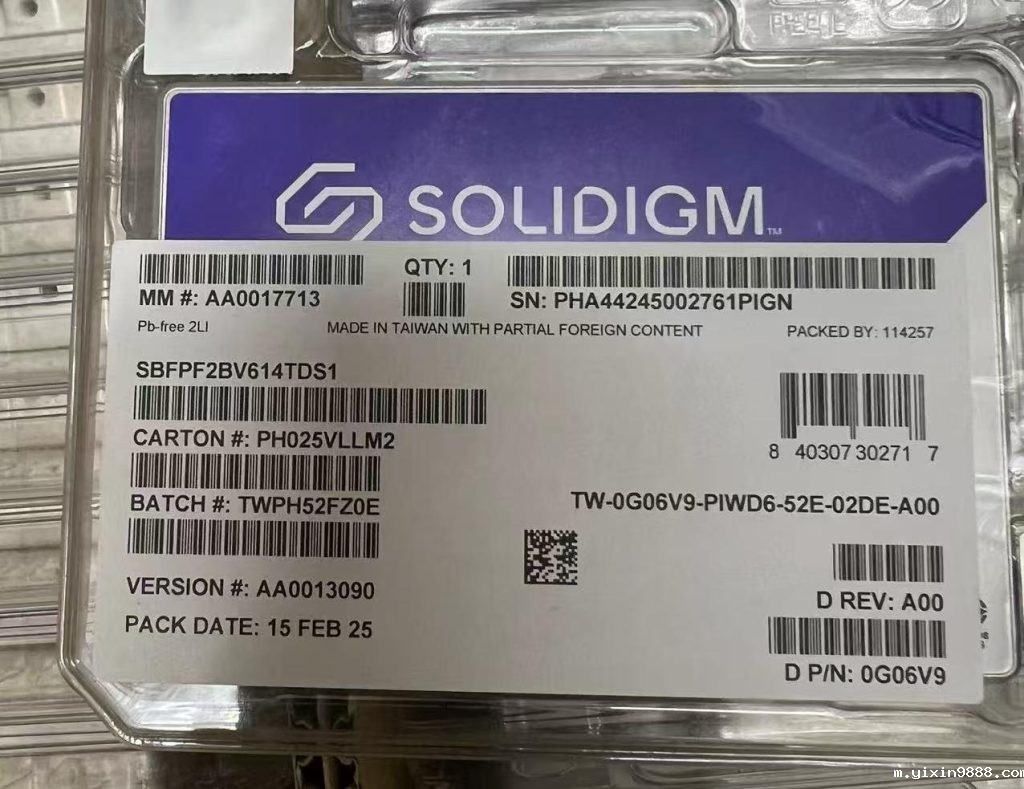 SOLIDIGM™
QTY: 1
MM #: AA0017713
SN: PHA44245002761PIGN
Pb-free 2LI
MADE IN TAIWAN WITH PARTIAL FOREIGN CONTENT
PACKED BY: 114257
SBFPF2BV614TDS1
CARTON #: PH025VLLM2
8 40307 30271 7
BATCH #: TWPH52FZ0E
TW-0G06V9-PIWD6-52E-02DE-A00
VERSION #: AA0013090
D REV: A00
PACK DATE: 15 FEB 25
D P/N: 0G06V9
m.yixin9888.com